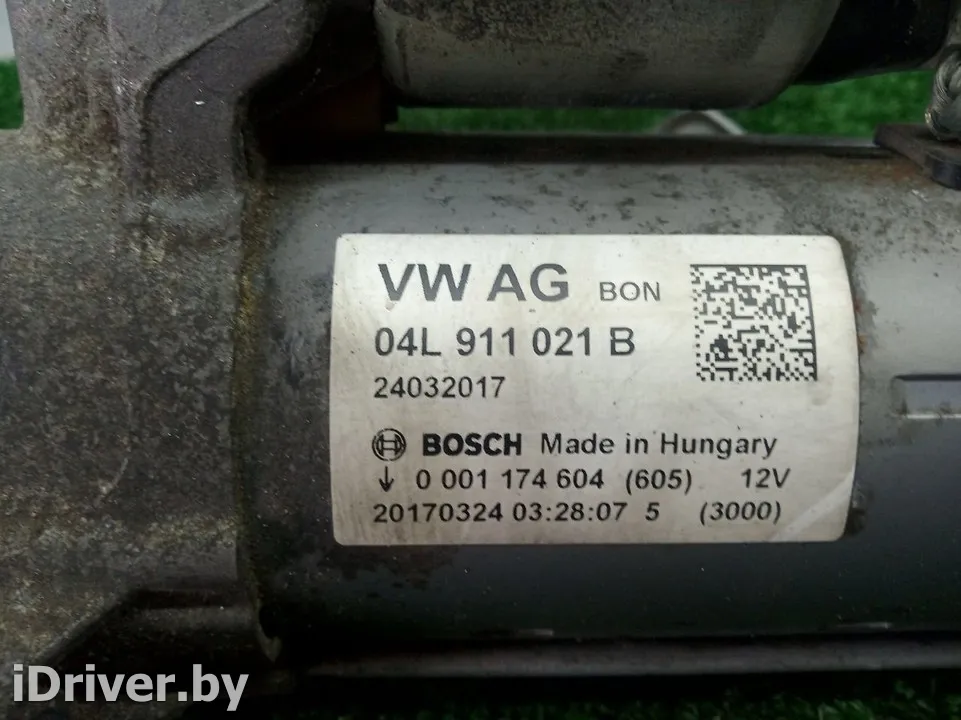 VW AG BON
04L 911 021 B
24032017
BOSCH Made in Hungary
↓ 0 001 174 604 (605) 12V
20170324 03:28:07 5 (3000)
iDriver.by